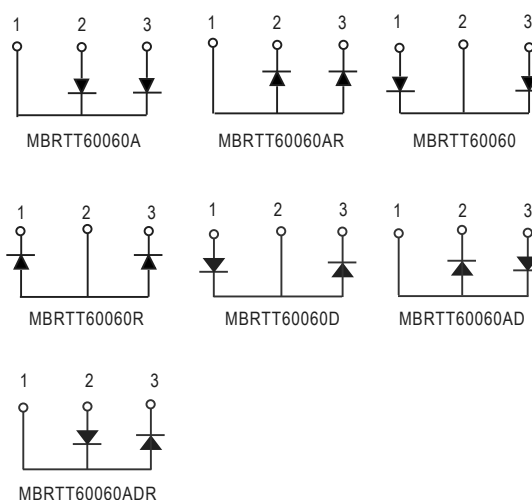 1 2 3
MBRTT60060A
1 2 3
MBRTT60060AR
1 2 3
MBRTT60060
1 2 3
MBRTT60060R
1 2 3
MBRTT60060D
1 2 3
MBRTT60060AD
1 2 3
MBRTT60060ADR